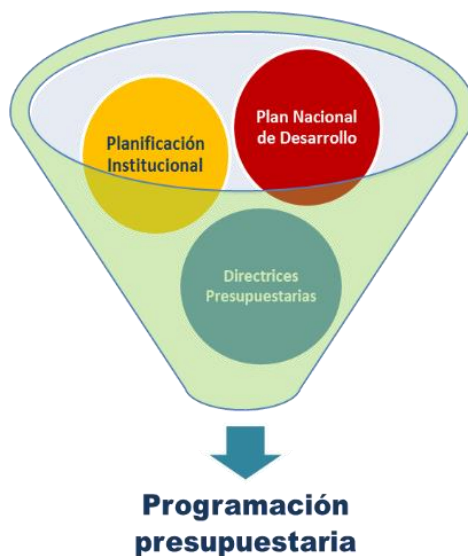 Plan Nacional
de Desarrollo
Planificación
Institucional
Directrices
Presupuestarias
Programación
presupuestaria